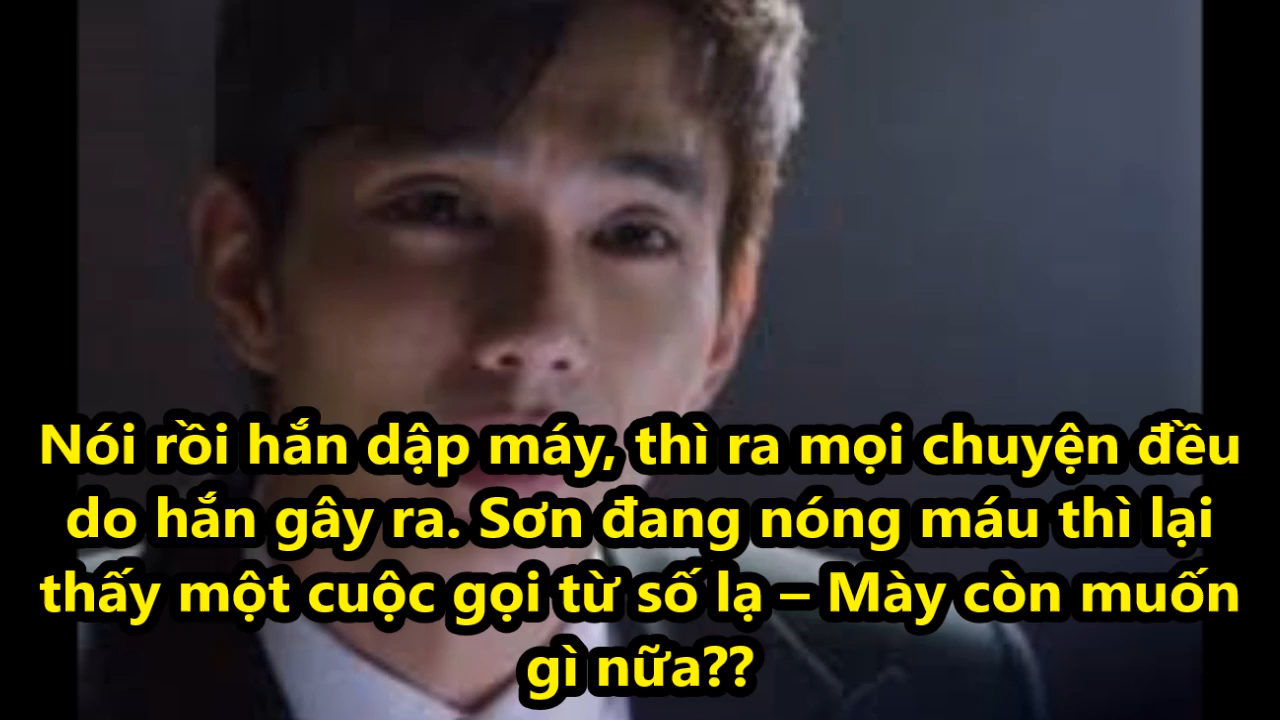 Nói rồi hắn dập máy, thì ra mọi chuyện đều
do hắn gây ra. Sơn đang nóng máu thì lại
thấy một cuộc gọi từ số lạ – Mày còn muốn
gì nữa??